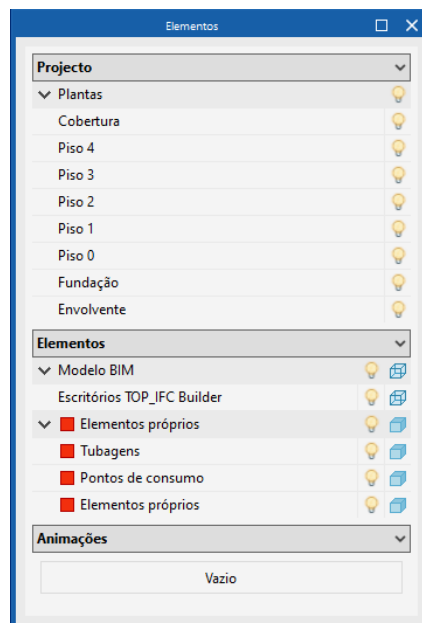 Elementos
Projecto
Plantas
Cobertura
Piso 4
Piso 3
Piso 2
Piso 1
Piso 0
Fundação
Envolvente
Elementos
Modelo BIM
Escritórios TOP_IFC Builder
Elementos próprios
Tubagens
Pontos de consumo
Elementos próprios
Animações
Vazio